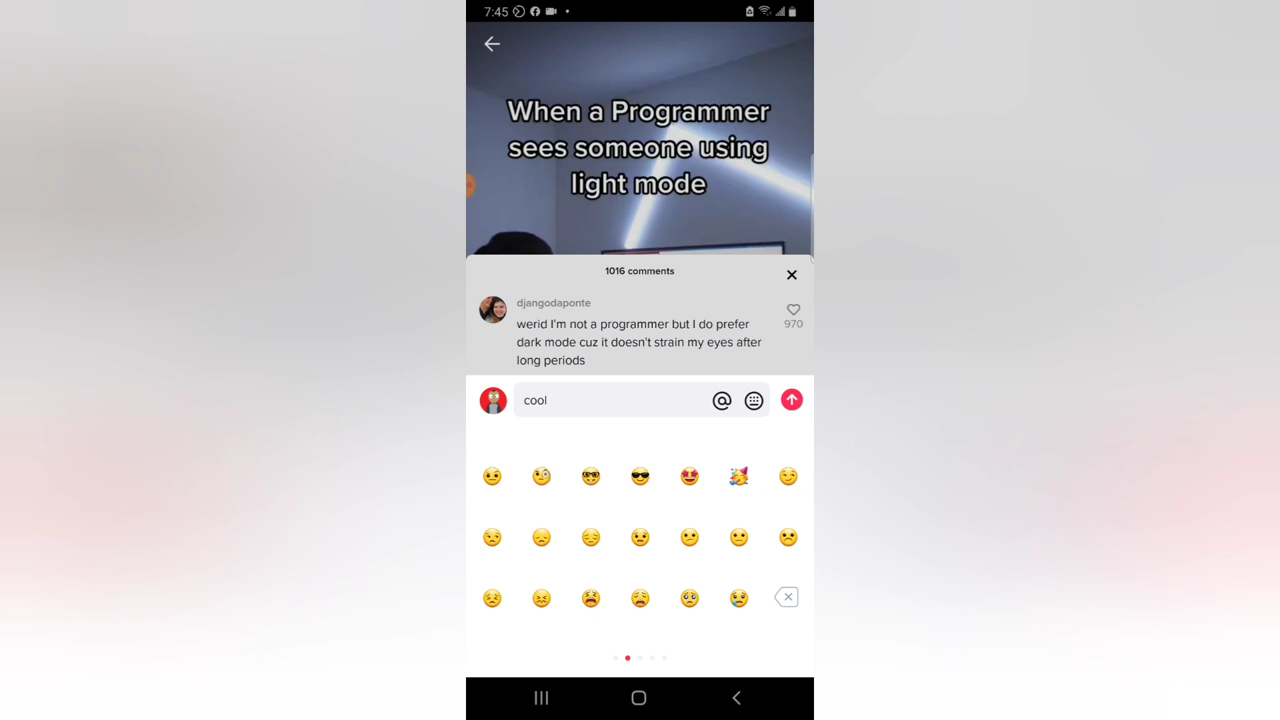 7:45
When a Programmer
sees someone using
light mode
1016 comments
djangodaponte
werid I'm not a programmer but I do prefer
dark mode cuz it doesn't strain my eyes after
long periods
970
cool